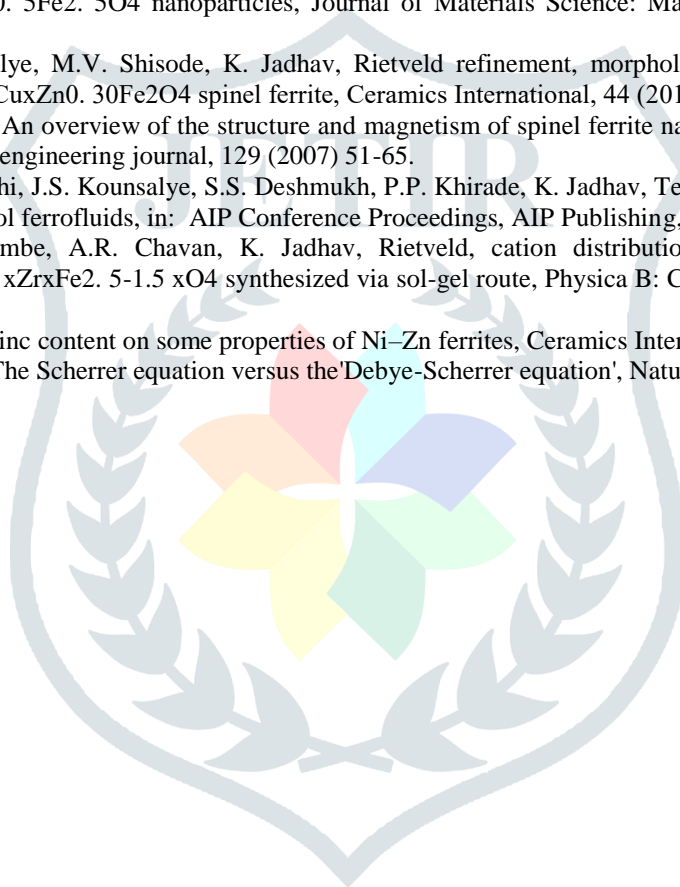 0. 5Fe2. 5O4 nanoparticles, Journal of Materials Science: Ma
lye, M.V. Shisode, K. Jadhav, Rietveld refinement, morphol
CuxZn0. 30Fe2O4 spinel ferrite, Ceramics International, 44 (201
An overview of the structure and magnetism of spinel ferrite na
engineering journal, 129 (2007) 51-65.
hi, J.S. Kounsalye, S.S. Deshmukh, P.P. Khirade, K. Jadhav, Te
ol ferrofluids, in: AIP Conference Proceedings, AIP Publishing,
mbe, A.R. Chavan, K. Jadhav, Rietveld, cation distributio
xZrxFe2. 5-1.5 xO4 synthesized via sol-gel route, Physica B: C
inc content on some properties of Ni–Zn ferrites, Ceramics Inter
The Scherrer equation versus the'Debye-Scherrer equation', Natu
JETIR